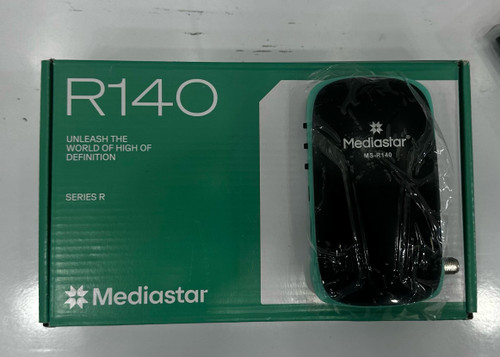 R140
UNLEASH THE
WORLD OF HIGH OF
DEFINITION
SERIES R
Mediastar
Mediastar
MS-R140